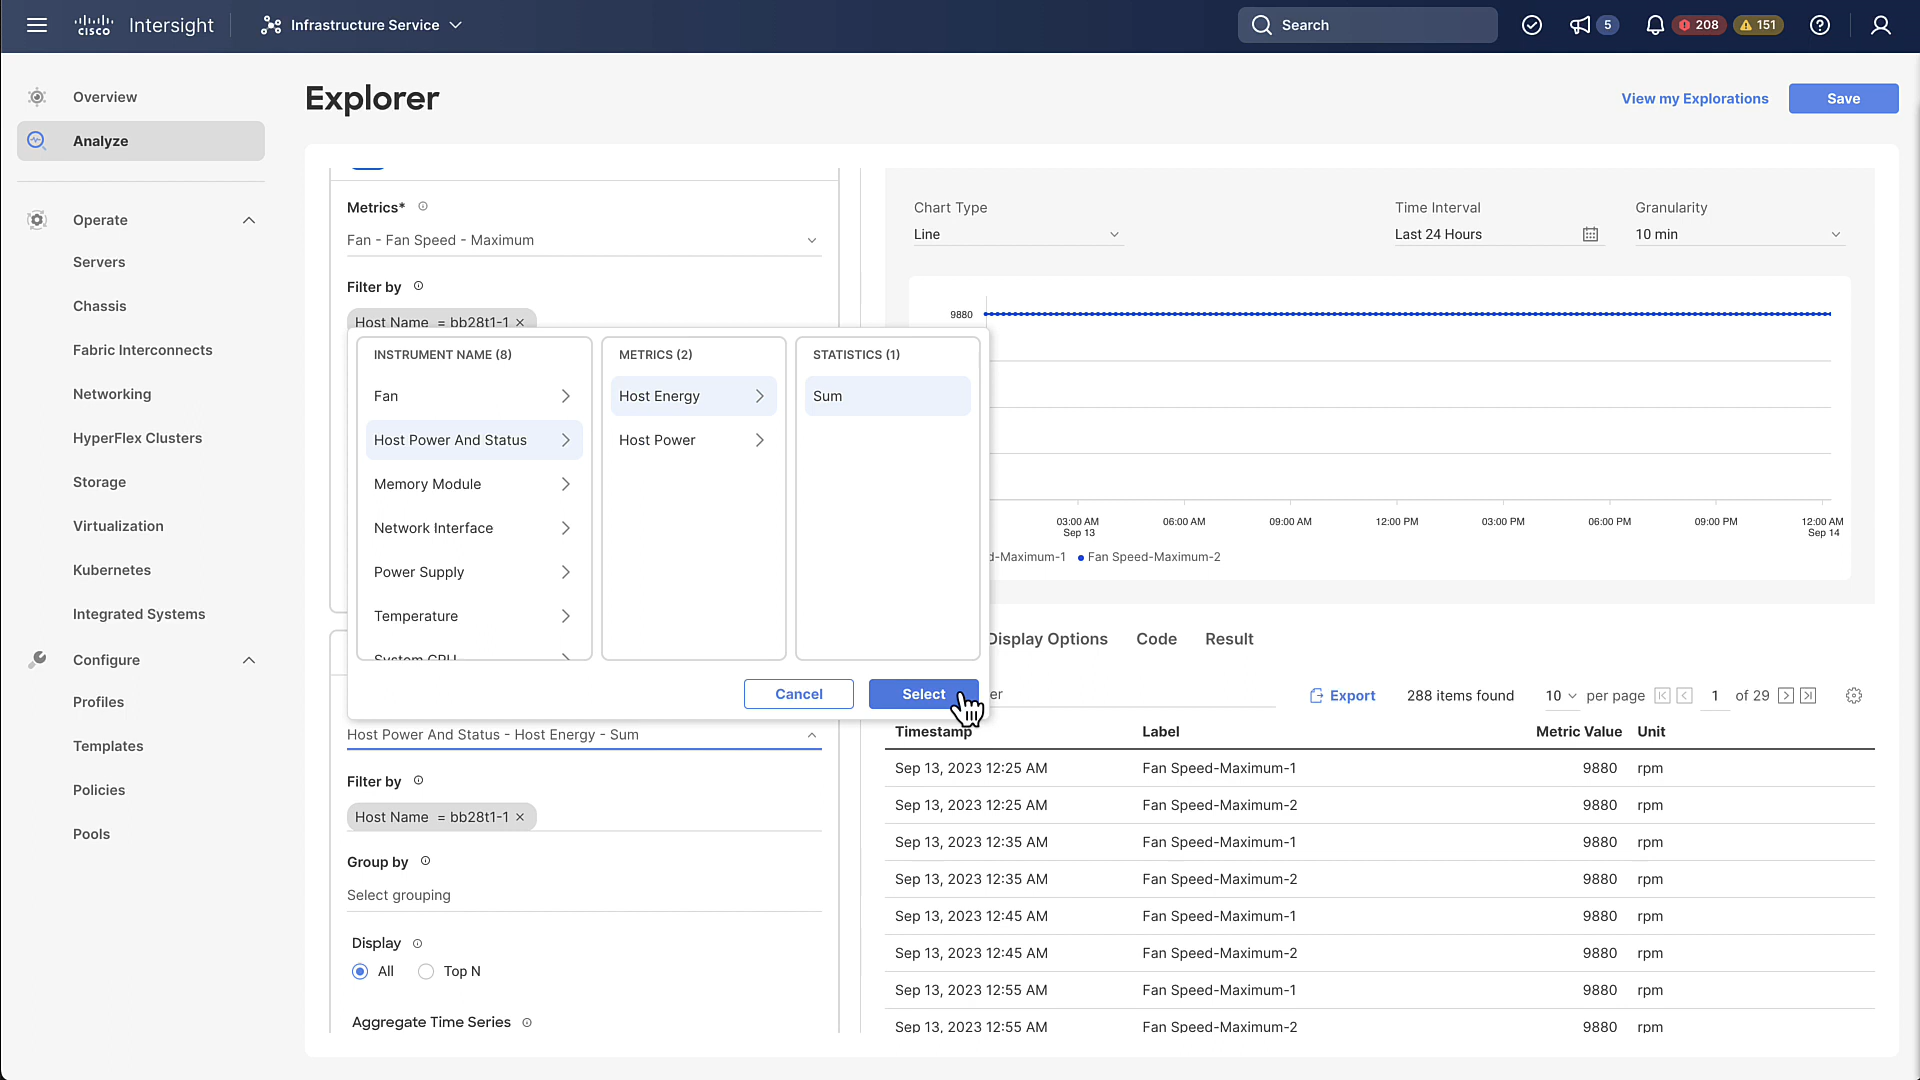 cisco Intersight
Infrastructure Service
Search
5
208
151
Overview
Analyze
Operate
Servers
Chassis
Fabric Interconnects
Networking
HyperFlex Clusters
Storage
Virtualization
Kubernetes
Integrated Systems
Configure
Profiles
Templates
Policies
Pools
Explorer
View my Explorations
Save
Metrics*
Fan - Fan Speed - Maximum
Filter by
Host Name = bb28t1-1 ×
INSTRUMENT NAME (8)
Fan
Host Power And Status
Memory Module
Network Interface
Power Supply
Temperature
System CPU
METRICS (2)
Host Energy
Host Power
STATISTICS (1)
Sum
Cancel
Select
Host Power And Status - Host Energy - Sum
Filter by
Host Name = bb28t1-1 ×
Group by
Select grouping
Display
All
Top N
Aggregate Time Series
Chart Type
Line
Time Interval
Last 24 Hours
Granularity
10 min
9880
03:00 AM
Sep 13
06:00 AM
09:00 AM
12:00 PM
03:00 PM
06:00 PM
09:00 PM
12:00 AM
Sep 14
d-Maximum-1
Fan Speed-Maximum-2
Display Options
Code
Result
er
Export
288 items found
10 per page
1 of 29
Timestamp Label Metric Value Unit
Sep 13, 2023 12:25 AM Fan Speed-Maximum-1 9880 rpm
Sep 13, 2023 12:25 AM Fan Speed-Maximum-2 9880 rpm
Sep 13, 2023 12:35 AM Fan Speed-Maximum-1 9880 rpm
Sep 13, 2023 12:35 AM Fan Speed-Maximum-2 9880 rpm
Sep 13, 2023 12:45 AM Fan Speed-Maximum-1 9880 rpm
Sep 13, 2023 12:45 AM Fan Speed-Maximum-2 9880 rpm
Sep 13, 2023 12:55 AM Fan Speed-Maximum-1 9880 rpm
Sep 13, 2023 12:55 AM Fan Speed-Maximum-2 9880 rpm